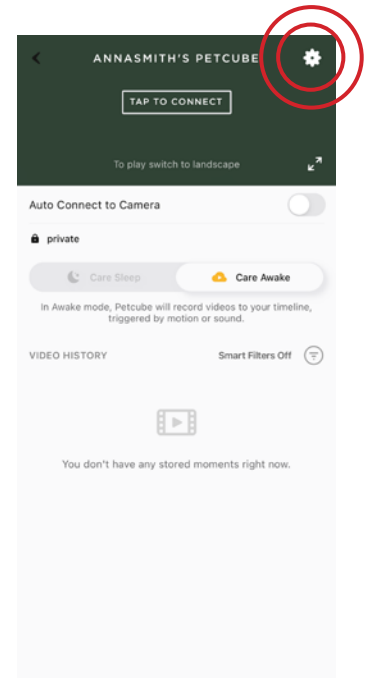 ANNASMITH'S PETCUBE
TAP TO CONNECT
To play switch to landscape
Auto Connect to Camera
private
Care Sleep Care Awake
In Awake mode, Petcube will record videos to your timeline,
triggered by motion or sound.
VIDEO HISTORY Smart Filters Off
You don't have any stored moments right now.